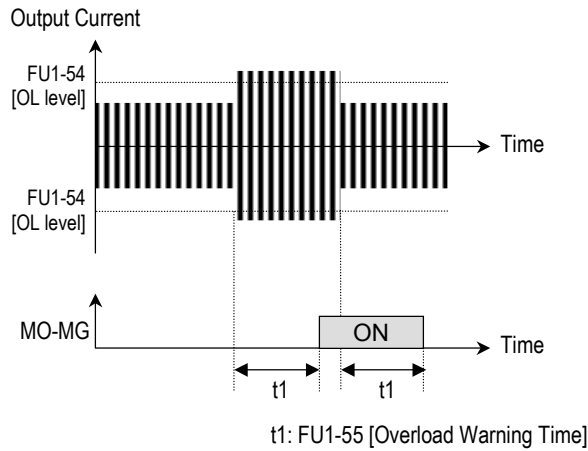 Output Current
FU1-54
[OL level]
Time
FU1-54
[OL level]
MO-MG
ON
Time
t1
t1
t1: FU1-55 [Overload Warning Time]